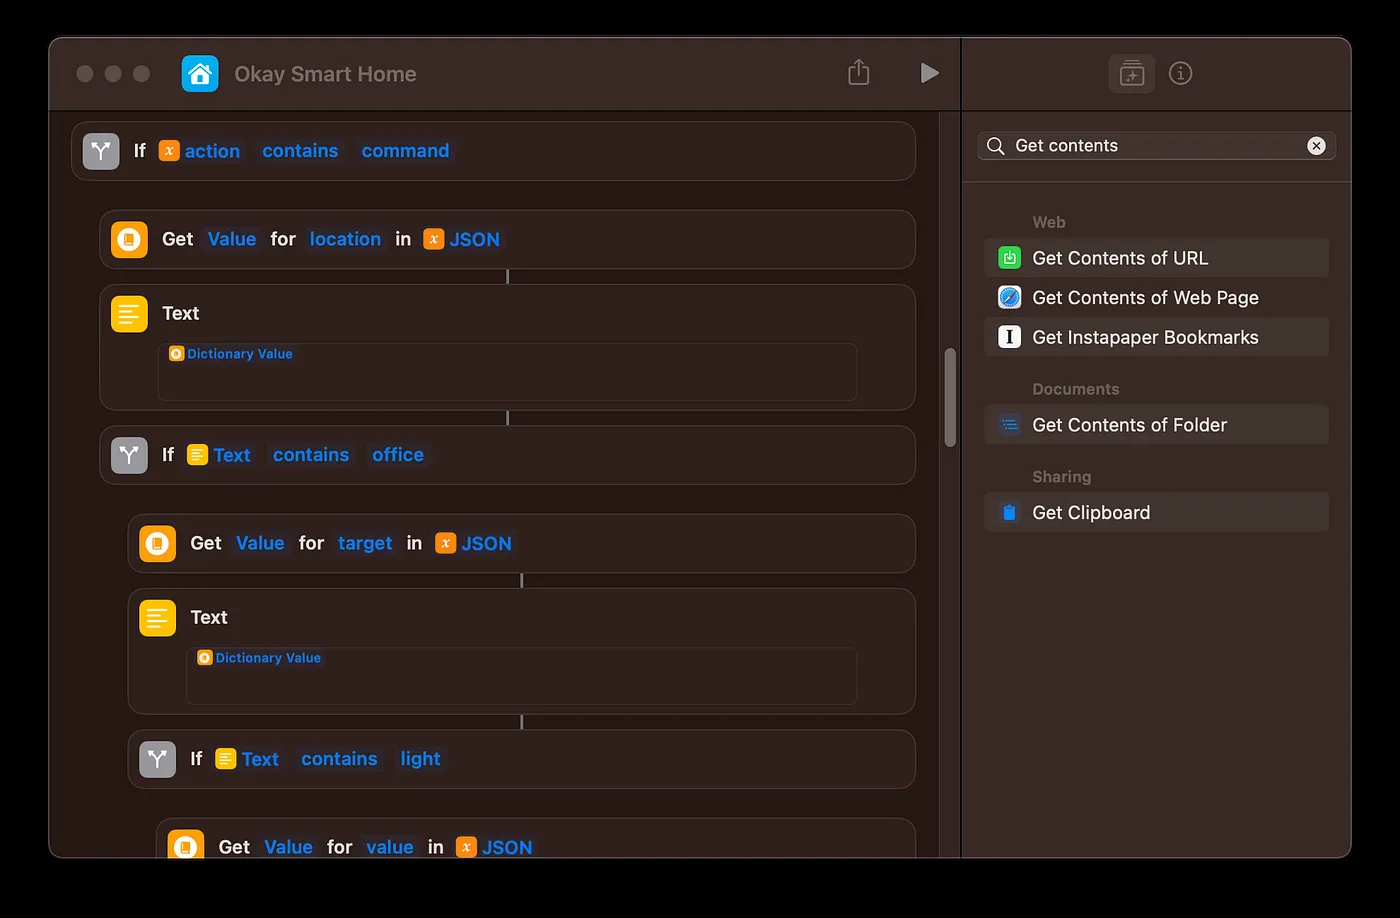 Okay Smart Home
If x action contains command
Get Value for location in x JSON
Text
Dictionary Value
If Text contains office
Get Value for target in x JSON
Text
Dictionary Value
If Text contains light
Get Value for value in x JSON
Get contents
Web
Get Contents of URL
Get Contents of Web Page
I Get Instapaper Bookmarks
Documents
Get Contents of Folder
Sharing
Get Clipboard